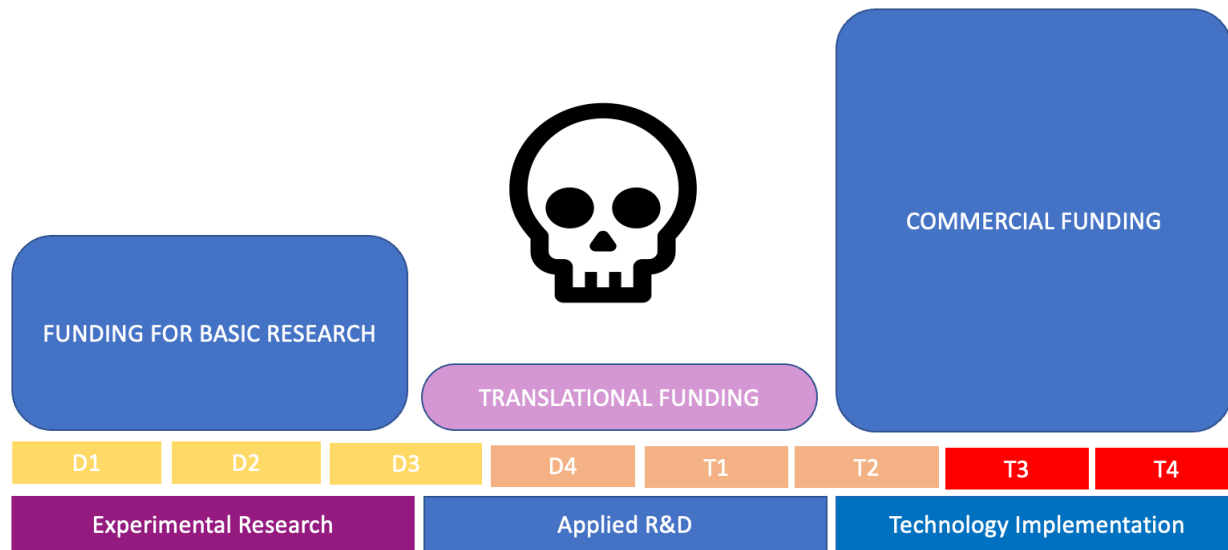 COMMERCIAL FUNDING
FUNDING FOR BASIC RESEARCH
TRANSLATIONAL FUNDING
D1 D2 D3 D4 T1 T2 T3 T4
Experimental Research Applied R&D Technology Implementation